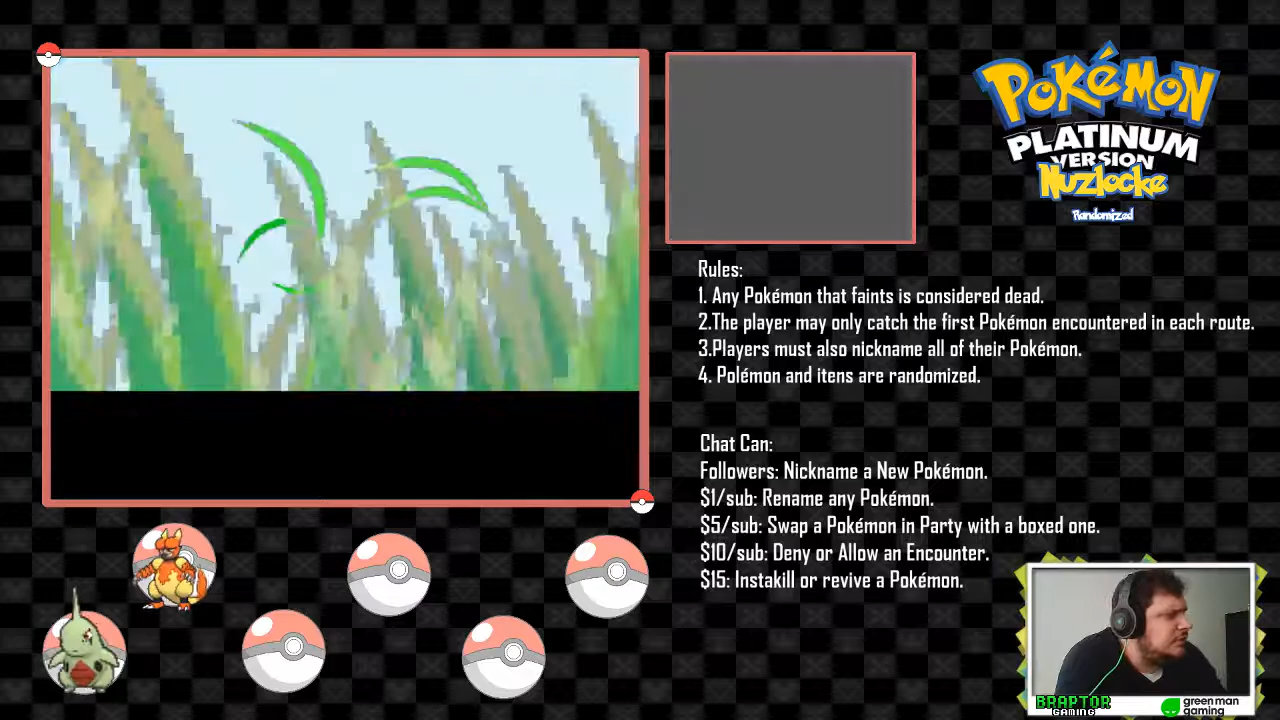 POKÉMON
PLATINUM
VERSION
Nuzlocke
Randomized
Rules:
1. Any Pokémon that faints is considered dead.
2.The player may only catch the first Pokémon encountered in each route.
3.Players must also nickname all of their Pokémon.
4. Polémon and itens are randomized.
Chat Can:
Followers: Nickname a New Pokémon.
$1/sub: Rename any Pokémon.
$5/sub: Swap a Pokémon in Party with a boxed one.
$10/sub: Deny or Allow an Encounter.
$15: Instakill or revive a Pokémon.
BRAPTOR
GAMING
green man
gaming